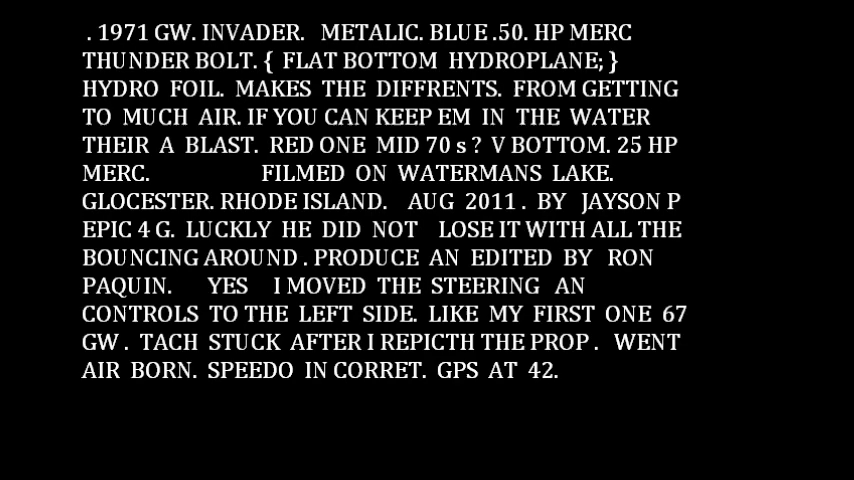 . 1971 GW. INVADER. METALIC. BLUE .50. HP MERC
THUNDER BOLT. { FLAT BOTTOM HYDROPLANE; }
HYDRO FOIL. MAKES THE DIFFRENTS. FROM GETTING
TO MUCH AIR. IF YOU CAN KEEP EM IN THE WATER
THEIR A BLAST. RED ONE MID 70 s ? V BOTTOM. 25 HP
MERC. FILMED ON WATERMANS LAKE.
GLOCESTER. RHODE ISLAND. AUG 2011 . BY JAYSON P
EPIC 4 G. LUCKLY HE DID NOT LOSE IT WITH ALL THE
BOUNCING AROUND . PRODUCE AN EDITED BY RON
PAQUIN. YES I MOVED THE STEERING AN
CONTROLS TO THE LEFT SIDE. LIKE MY FIRST ONE 67
GW . TACH STUCK AFTER I REPICTH THE PROP . WENT
AIR BORN. SPEEDO IN CORRET. GPS AT 42.